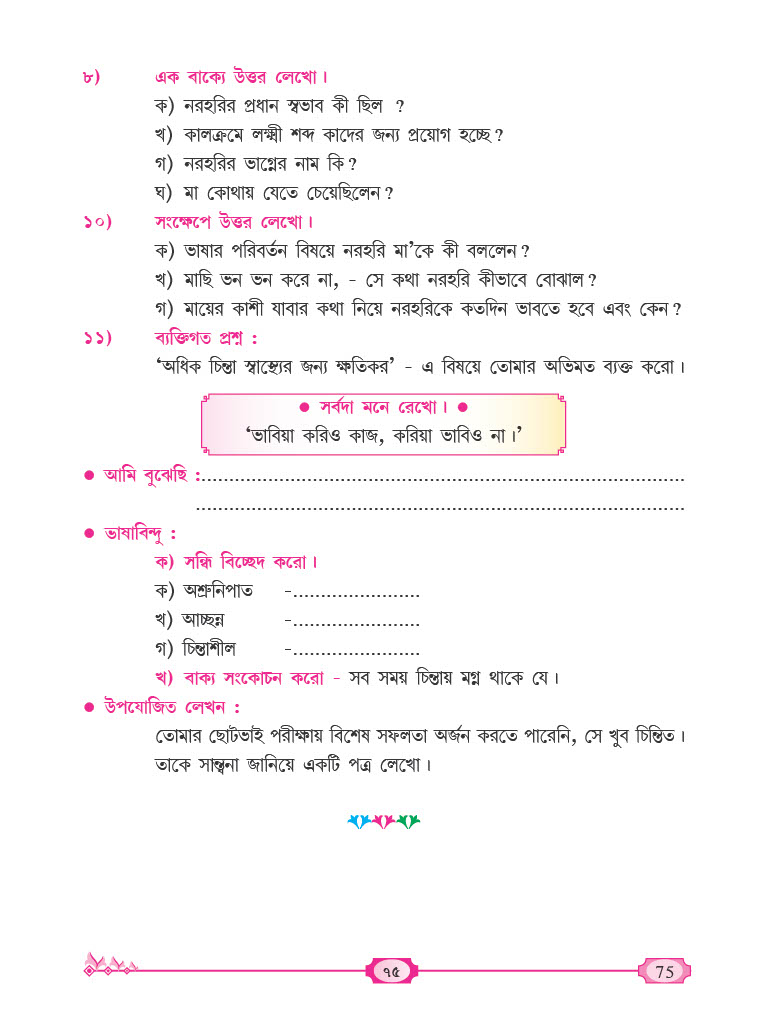 ৮) এক বাক্যে উত্তর লেখো।
ক) নরহরির প্রধান স্বভাব কী ছিল ?
খ) কালক্রমে লক্ষ্মী শব্দ কাদের জন্য প্রয়োগ হচ্ছে?
গ) নরহরির ভাগ্নের নাম কি?
ঘ) মা কোথায় যেতে চেয়েছিলেন?
১০) সংক্ষেপে উত্তর লেখো।
ক) ভাষার পরিবর্তন বিষয়ে নরহরি মা’কে কী বললেন?
খ) মাছি ভন ভন করে না, - সে কথা নরহরি কীভাবে বোঝাল?
গ) মায়ের কাশী যাবার কথা নিয়ে নরহরিকে কতদিন ভাবতে হবে এবং কেন?
১১) ব্যক্তিগত প্রশ্ন :
‘অধিক চিন্তা স্বাস্থ্যের জন্য ক্ষতিকর’ - এ বিষয়ে তোমার অভিমত ব্যক্ত করো।
● সর্বদা মনে রেখো। ●
‘ভাবিয়া করিও কাজ, করিয়া ভাবিও না।’
● আমি বুঝেছি :.......................................................................................
........................................................................................
● ভাষাবিন্দু :
ক) সন্ধি বিচ্ছেদ করো।
ক) অশ্রুনিপাত -.......................
খ) আচ্ছন্ন -.......................
গ) চিন্তাশীল -.......................
খ) বাক্য সংকোচন করো - সব সময় চিন্তায় মগ্ন থাকে যে।
● উপযোজিত লেখন :
তোমার ছোটভাই পরীক্ষায় বিশেষ সফলতা অর্জন করতে পারেনি, সে খুব চিন্তিত।
তাকে সান্ত্বনা জানিয়ে একটি পত্র লেখো।
৭৫
75